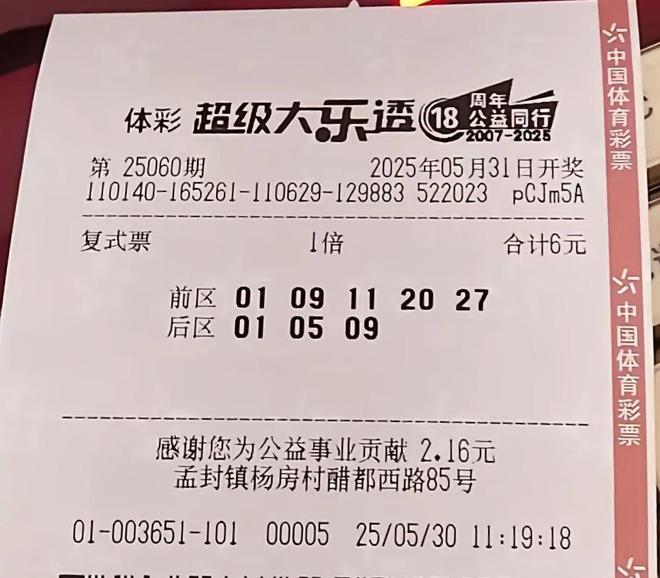 体彩 超级大乐透 18 周年 公益同行 2007-2025
第 25060期 2025年05月31日开奖
110140-165261-110629-129883 522023 pCJm5A
复式票 1倍 合计6元
前区 01 09 11 20 27
后区 01 05 09
感谢您为公益事业贡献 2.16元
孟封镇杨房村醋都西路85号
01-003651-101 00005 25/05/30 11:19:18
中国体育彩票
中国体育彩票